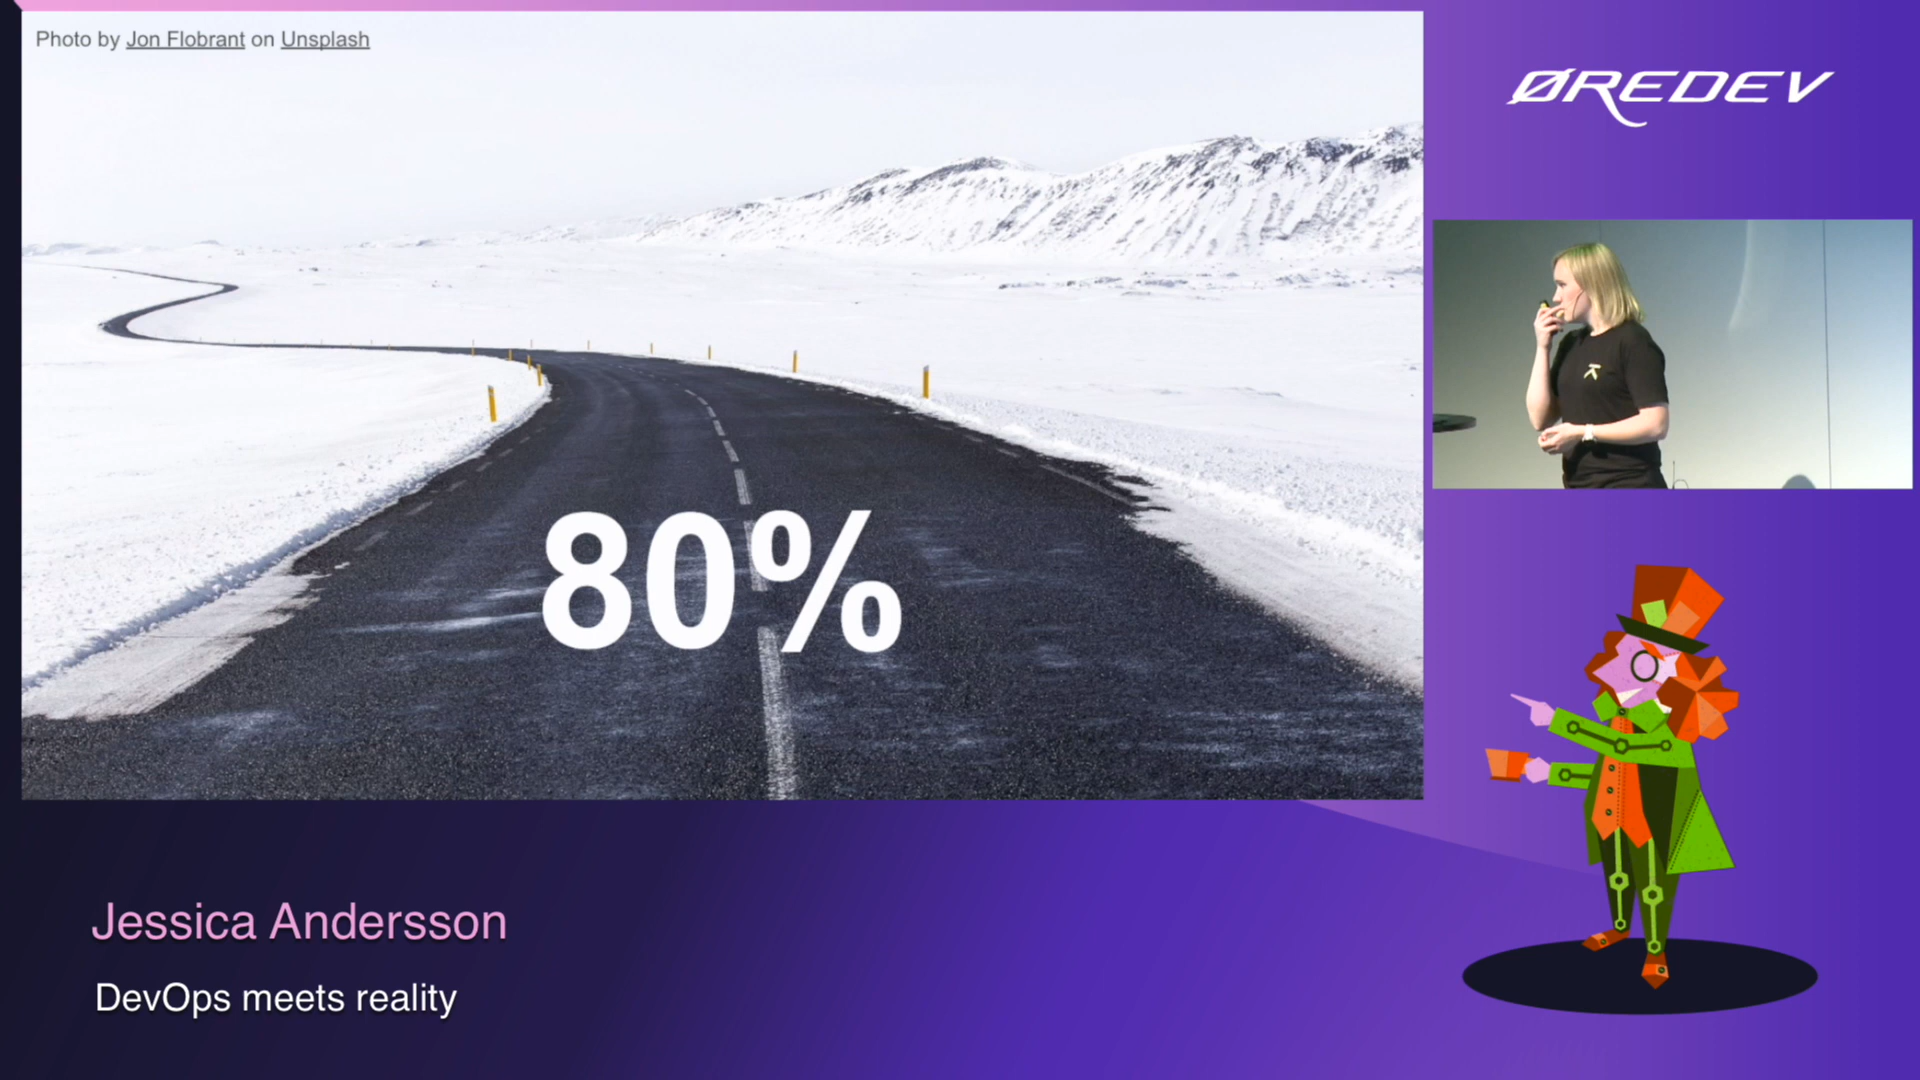 Photo by Jon Flobrant on Unsplash
ØREDEV
80%
Jessica Andersson
DevOps meets reality